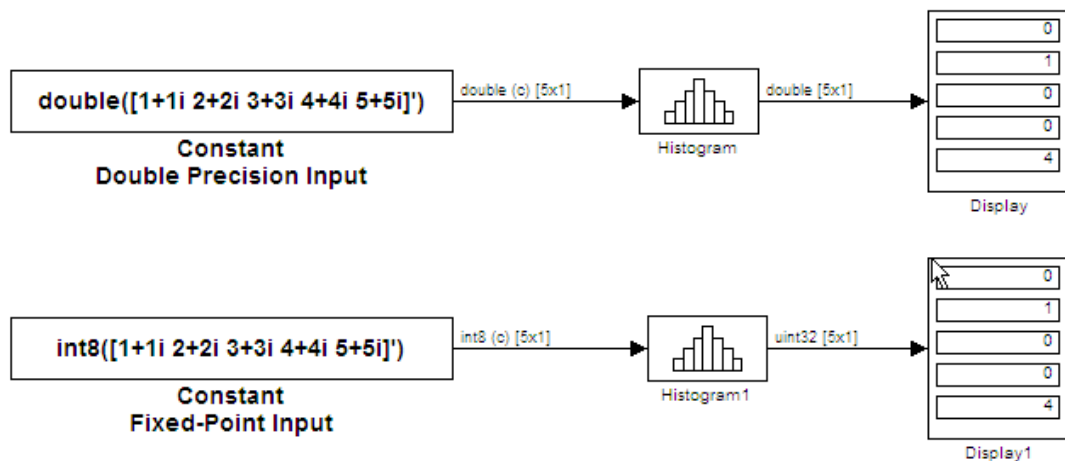 0
double([1+1i 2+2i 3+3i 4+4i 5+5i]')
double (c) [5x1]
double [5x1]
1
0
0
4
Constant
Double Precision Input
Histogram
Display
0
int8([1+1i 2+2i 3+3i 4+4i 5+5i]')
int8 (c) [5x1]
uint32 [5x1]
1
0
0
4
Constant
Fixed-Point Input
Histogram1
Display1